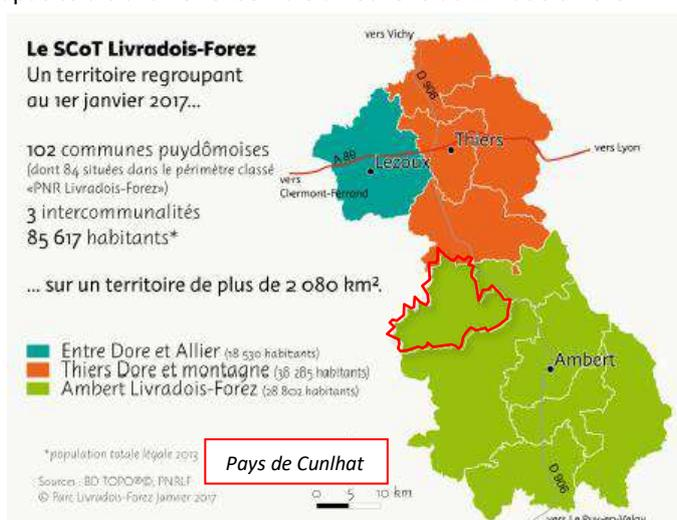 Le SCoT Livradois-Forez
Un territoire regroupant
au 1er janvier 2017...
102 communes puydômoises
(dont 84 situées dans le périmètre classé
«PNR Livradois-Forez»)
3 intercommunalités
85 617 habitants*
... sur un territoire de plus de 2 080 km².
Entre Dore et Allier (18 530 habitants)
Thiers Dore et montagne (38 285 habitants)
Ambert Livradois-Forez (28 802 habitants)
*population totale légale 2013
Sources : BD TOPO®©, PNRLF
© Parc Livradois-Forez Janvier 2017
Pays de Cunlhat
0 5 10 km
vers Vichy
D 906
Thiers
vers Lyon
A 89
Lezoux
vers
Clermont-Ferrand
Ambert
D 906
vers Le Puy-en-Velay